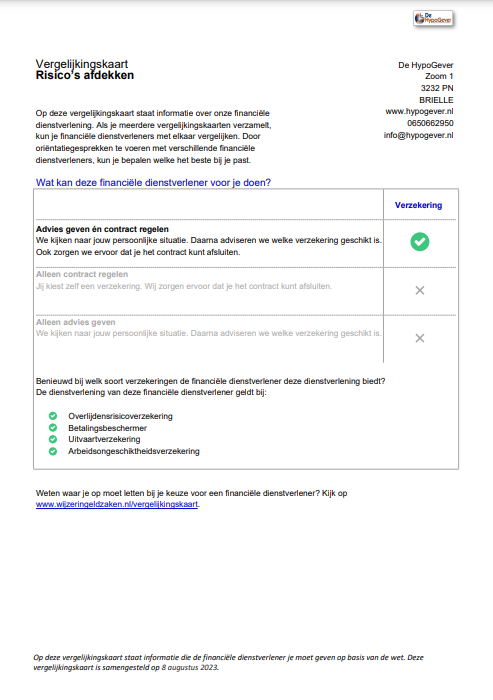 De
HypoGever
Vergelijkingskaart
Risico's afdekken
De HypoGever
Zoom 1
3232 PN
BRIELLE
www.hypogever.nl
0650662950
info@hypogever.nl
Op deze vergelijkingskaart staat informatie over onze financiële
dienstverlening. Als je meerdere vergelijkingskaarten verzamelt,
kun je financiële dienstverleners met elkaar vergelijken. Door
oriëntatiegesprekken te voeren met verschillende financiële
dienstverleners, kun je bepalen welke het beste bij je past.
Wat kan deze financiële dienstverlener voor je doen?
Verzekering
Advies geven én contract regelen
We kijken naar jouw persoonlijke situatie. Daarna adviseren we welke verzekering geschikt is.
Ook zorgen we ervoor dat je het contract kunt afsluiten.
Alleen contract regelen
Jij kiest zelf een verzekering. Wij zorgen ervoor dat je het contract kunt afsluiten.
Alleen advies geven
We kijken naar jouw persoonlijke situatie. Daarna adviseren we welke verzekering geschikt is.
Benieuwd bij welk soort verzekeringen de financiële dienstverlener deze dienstverlening biedt?
De dienstverlening van deze financiële dienstverlener geldt bij:
Overlijdensrisicoverzekering
Betalingsbeschermer
Uitvaartverzekering
Arbeidsongeschiktheidsverzekering
Weten waar je op moet letten bij je keuze voor een financiële dienstverlener? Kijk op
www.wijzeringeldzaken.nl/vergelijkingskaart.
Op deze vergelijkingskaart staat informatie die de financiële dienstverlener je moet geven op basis van de wet. Deze
vergelijkingskaart is samengesteld op 8 augustus 2023.